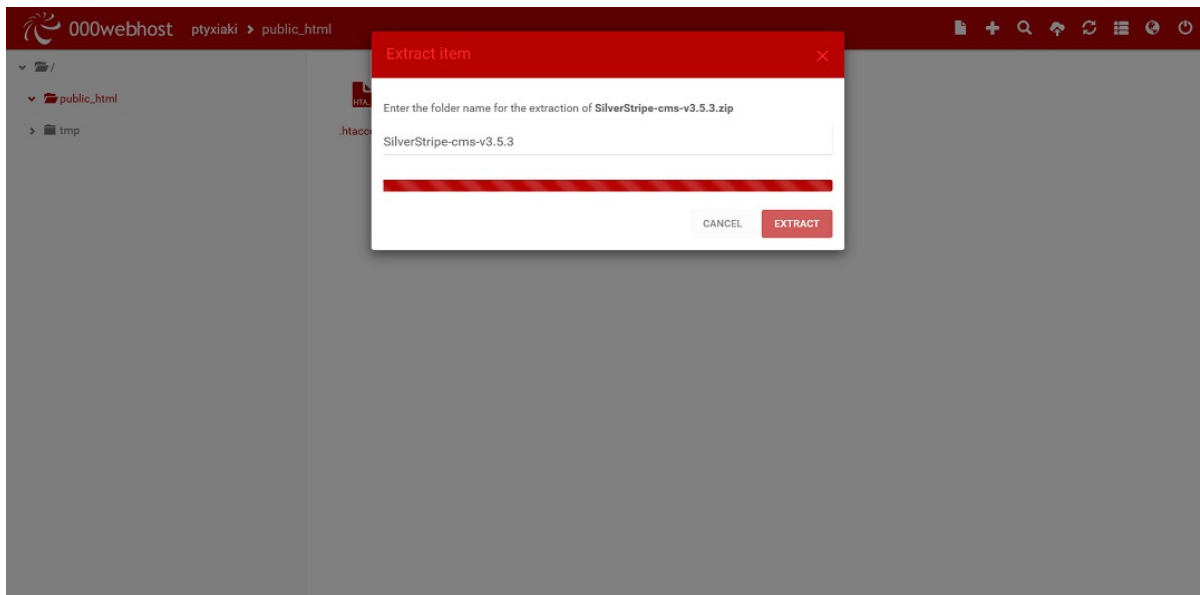 000webhost ptyxiaki > public_html
Extract item
/
public_html
tmp
Enter the folder name for the extraction of SilverStripe-cms-v3.5.3.zip
HTA
.htacc
SilverStripe-cms-v3.5.3
CANCEL EXTRACT